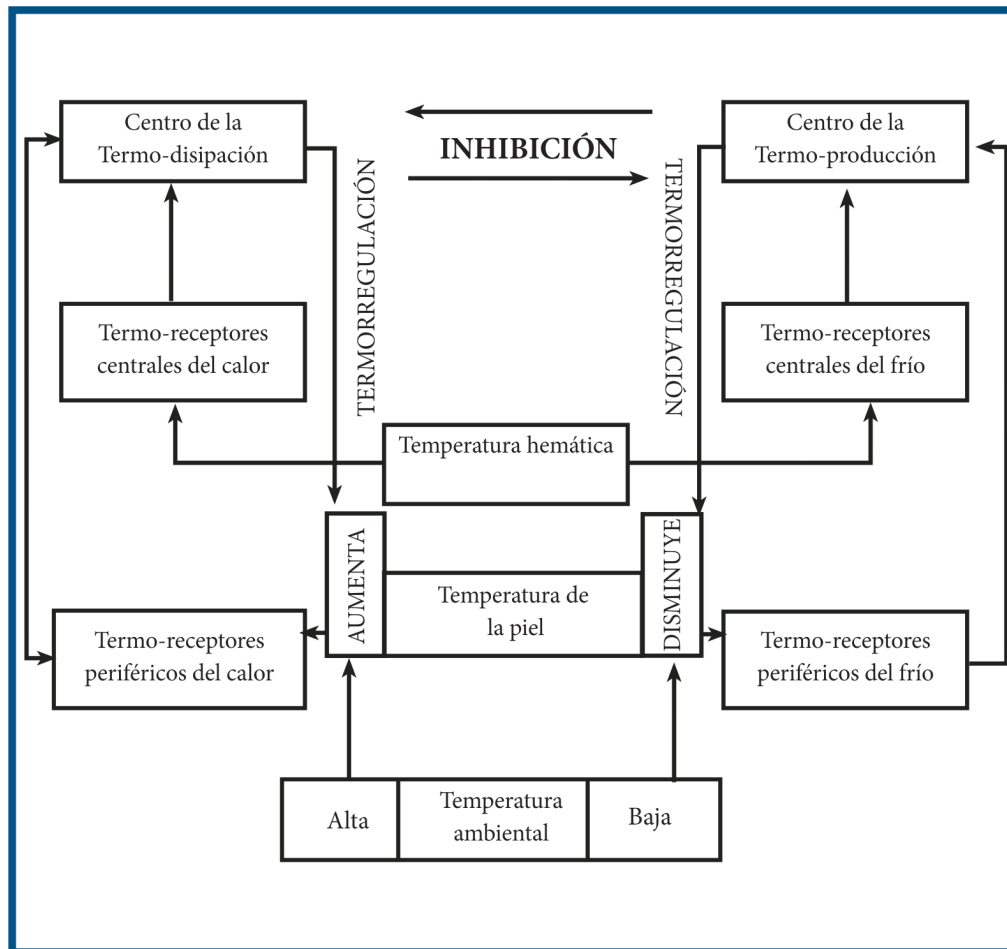 Centro de la
Termo-disipación
INHIBICIÓN
Centro de la
Termo-producción
TERMORREGULACIÓN
TERMORREGULACIÓN
Termo-receptores
centrales del calor
Termo-receptores
centrales del frío
Temperatura hemática
AUMENTA
Temperatura de
la piel
DISMINNUYE
Termo-receptores
periféricos del calor
Termo-receptores
periféricos del frío
Alta
Temperatura
ambiental
Baja